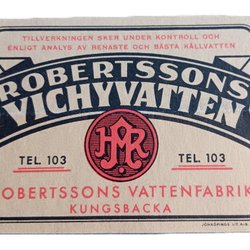 TILLVERKNINGEN SKER UNDER KONTROLL OCH
ENLIGT ANALYS AV RENASTE OCH BÄSTA KÄLLVATTEN
ROBERTSSONS
VICHYVATTEN
TEL. 103
TEL. 103
OBERTSSONS VATTENFABRIK
KUNGSBACKA